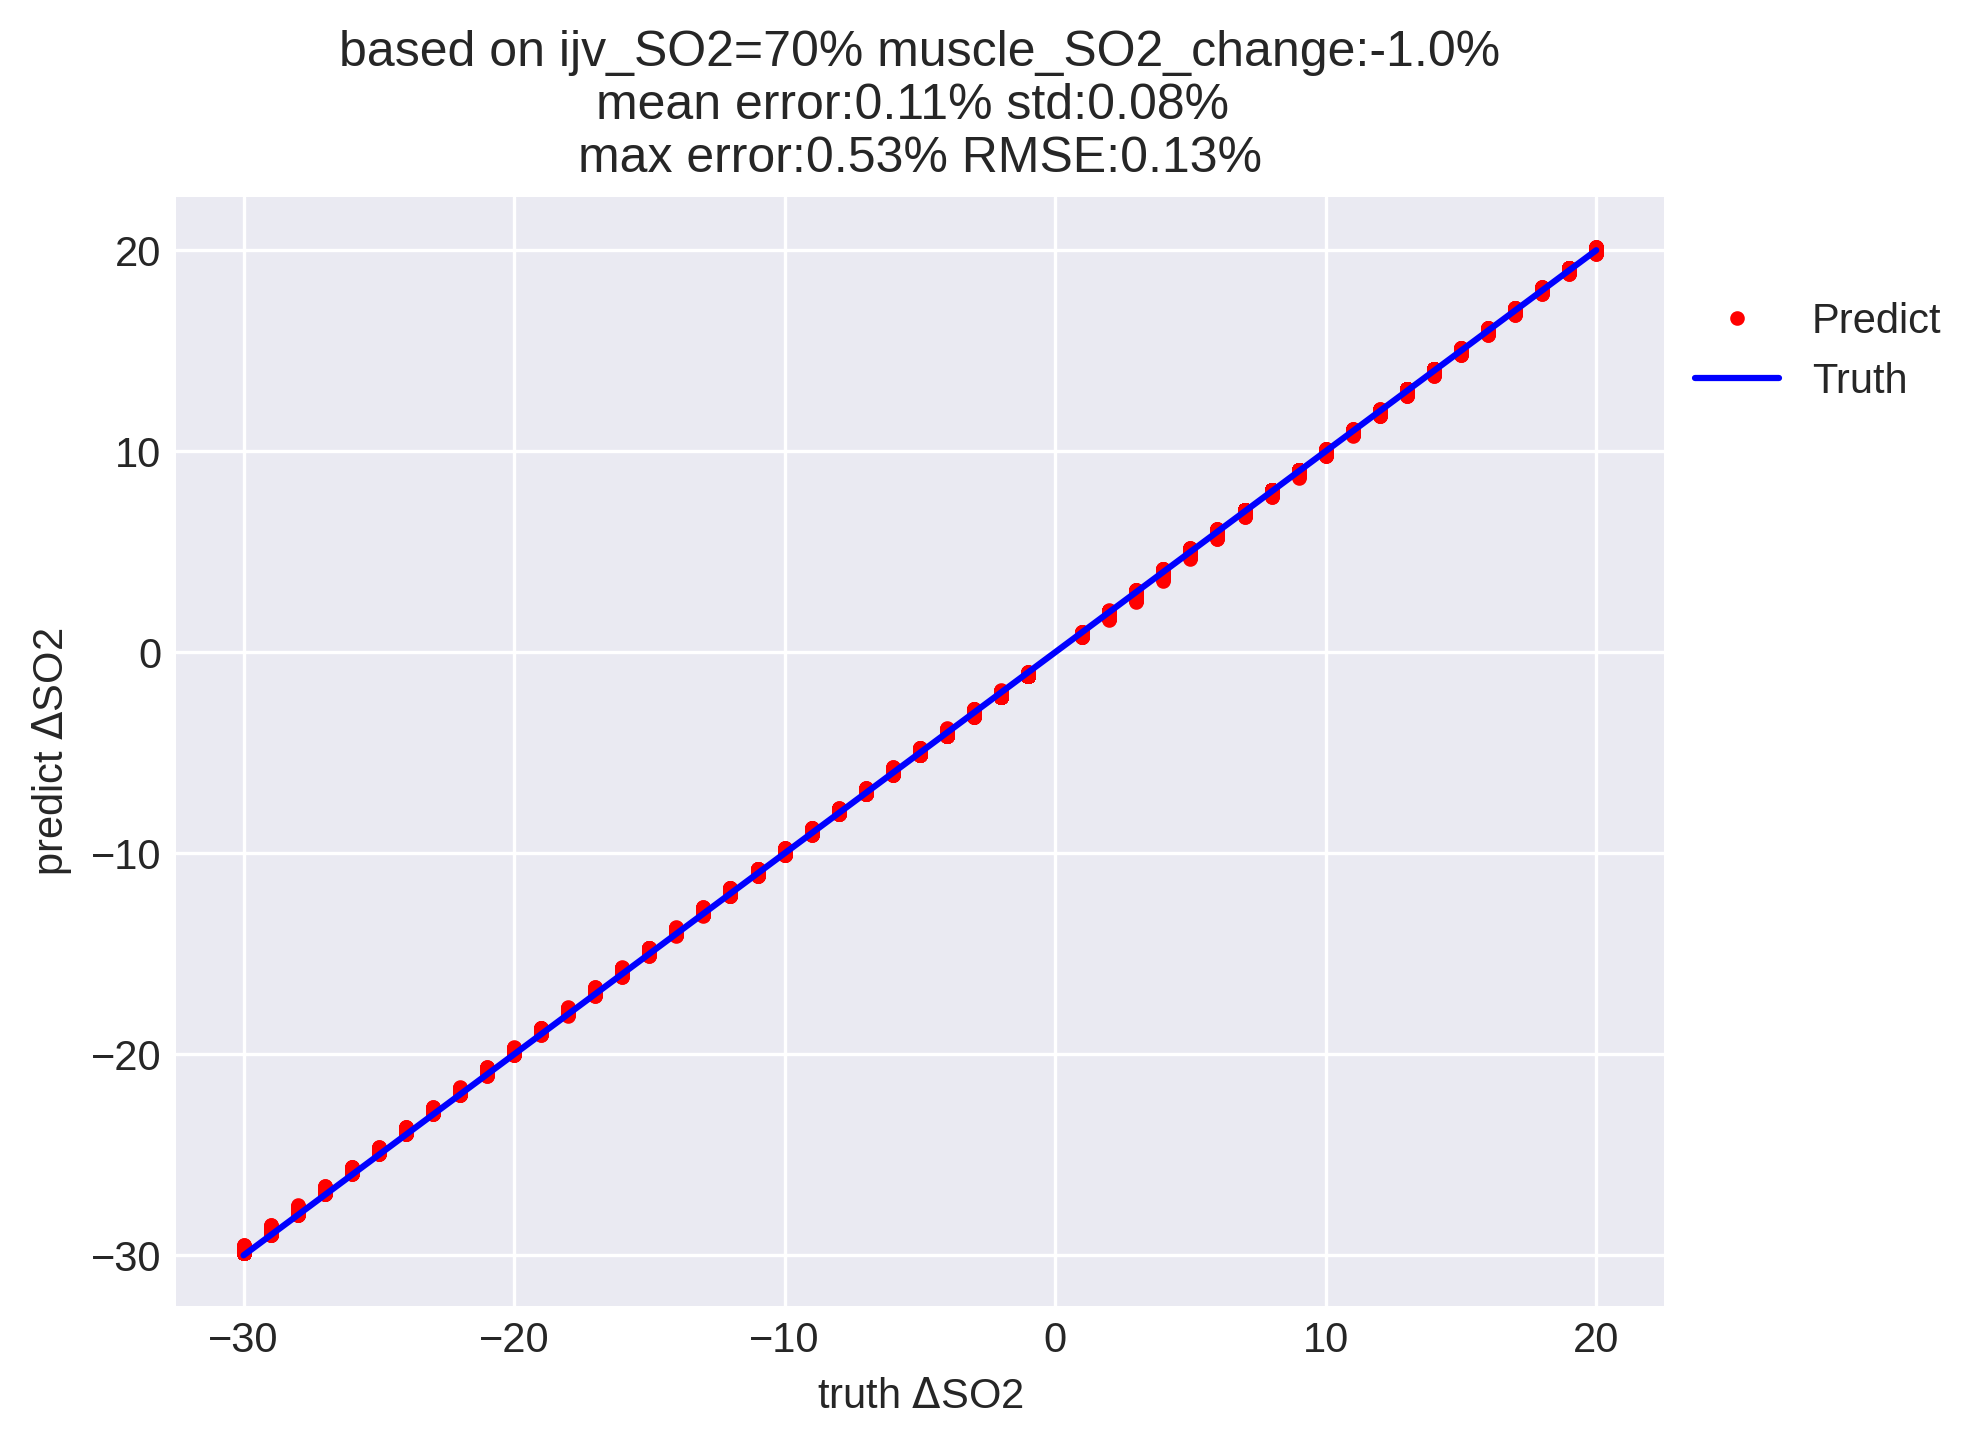 based on ijv_SO2=70% muscle_SO2_change:-1.0%
mean error:0.11% std:0.08%
max error:0.53% RMSE:0.13%
20
10
0
−10
−20
−30
predict ΔSO2
−30
−20
−10
0
10
20
truth ΔSO2
Predict
Truth